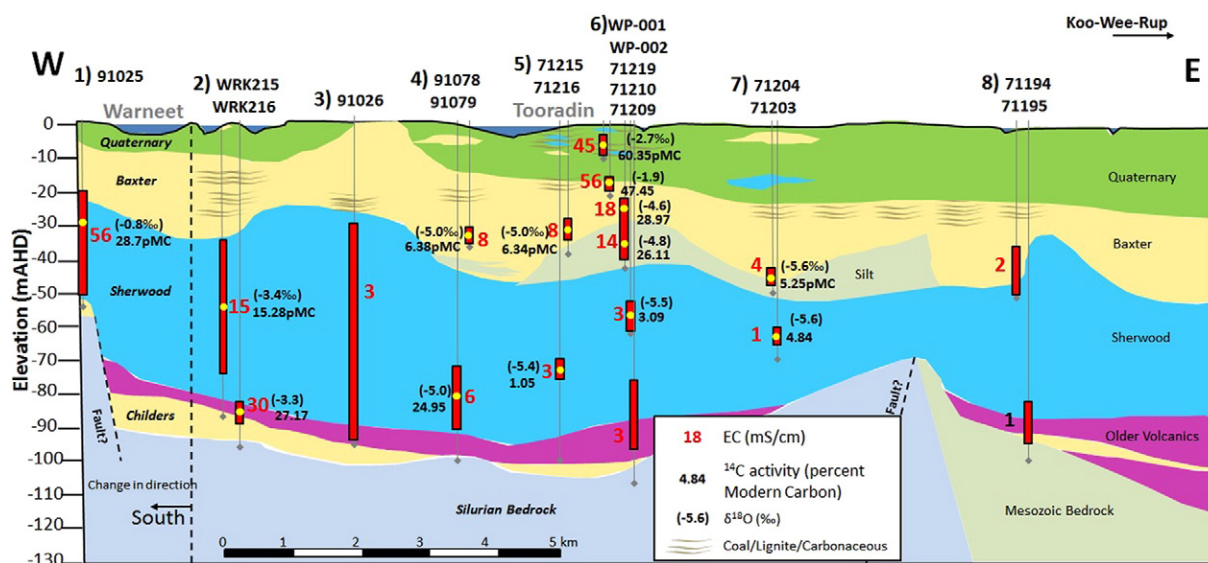 6)WP-001
Koo-Wee-Rup
W
WP-002
E
1) 91025
2) WRK215
WRK216
3) 91026
4) 91078
91079
5) 71215
71216
71219
71210
71209
7) 71204
71203
8) 71194
71195
Warneet
Tooradin
Elevation (mAHD)
0
-10
-20
-30
-40
-50
-60
-70
-80
-90
-100
-110
-120
-130
Quaternary
Baxter
Sherwood
Childers
Fault?
56
(-0.8‰)
28.7pMC
15
(-3.4‰)
15.28pMC
30
(-3.3)
27.17
3
(-5.0‰)
6.38pMC
8
(-5.0)
24.95
6
(-5.0‰)
6.34pMC
8
(-5.4)
1.05
3
45
(-2.7‰)
60.35pMC
56
(-1.9)
47.45
18
(-4.6)
28.97
14
(-4.8)
26.11
3
(-5.5)
3.09
3
4
(-5.6‰)
5.25pMC
1
(-5.6)
4.84
2
1
Silt
Quaternary
Baxter
Sherwood
Older Volcanics
Mesozoic Bedrock
Fault?
Change in direction
South
Silurian Bedrock
0 1 2 3 4 5 km
18 EC (mS/cm)
4.84 14C activity (percent
Modern Carbon)
(-5.6) δ18O (‰)
Coal/Lignite/Carbonaceous